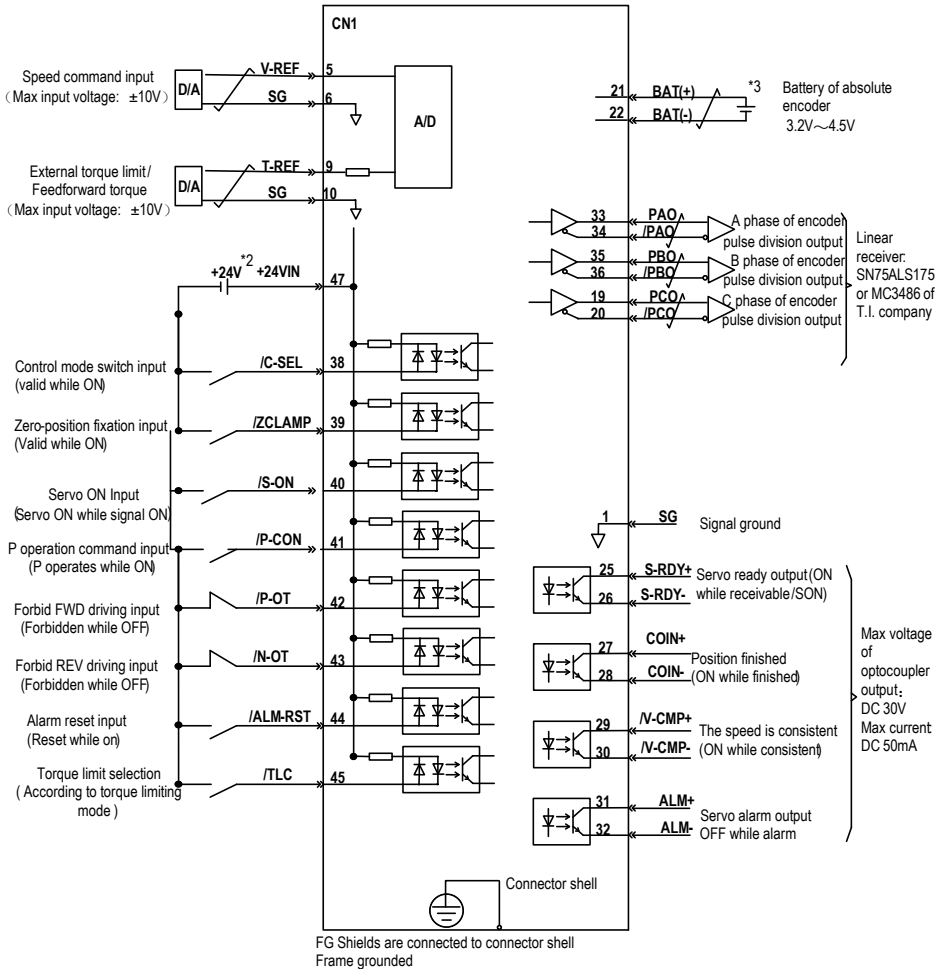 CN1
Speed command input
（Max input voltage: ±10V）
D/A
V-REF
5
SG
6
A/D
External torque limit/
Feedforward torque
（Max input voltage: ±10V）
D/A
T-REF
9
SG
10
21
BAT(+)
22
BAT(-)
*3
Battery of absolute
encoder
3.2V～4.5V
33
PAO
34
/PAO
A phase of encoder
pulse division output
35
PBO
36
/PBO
B phase of encoder
pulse division output
19
PCO
20
/PCO
C phase of encoder
pulse division output
Linear
receiver:
SN75ALS175
or MC3486 of
T.I. company
+24V
*2
+24VIN
47
Control mode switch input
(valid while ON)
/C-SEL
38
Zero-position fixation input
(Valid while ON)
/ZCLAMP
39
Servo ON Input
(Servo ON while signal ON)
/S-ON
40
P operation command input
(P operates while ON)
/P-CON
41
Forbid FWD driving input
(Forbidden while OFF)
/P-OT
42
Forbid REV driving input
(Forbidden while OFF)
/N-OT
43
Alarm reset input
(Reset while on)
/ALM-RST
44
Torque limit selection
( According to torque limiting
mode )
/TLC
45
1
SG
Signal ground
25
S-RDY+
26
S-RDY-
Servo ready output(ON
while receivable/SON)
27
COIN+
28
COIN-
Position finished
(ON while finished)
29
/V-CMP+
30
/V-CMP-
The speed is consistent
(ON while consistent)
31
ALM+
32
ALM-
Servo alarm output
OFF while alarm
Max voltage
of
optocoupler
output：
DC 30V
Max current
DC 50mA
Connector shell
FG Shields are connected to connector shell
Frame grounded